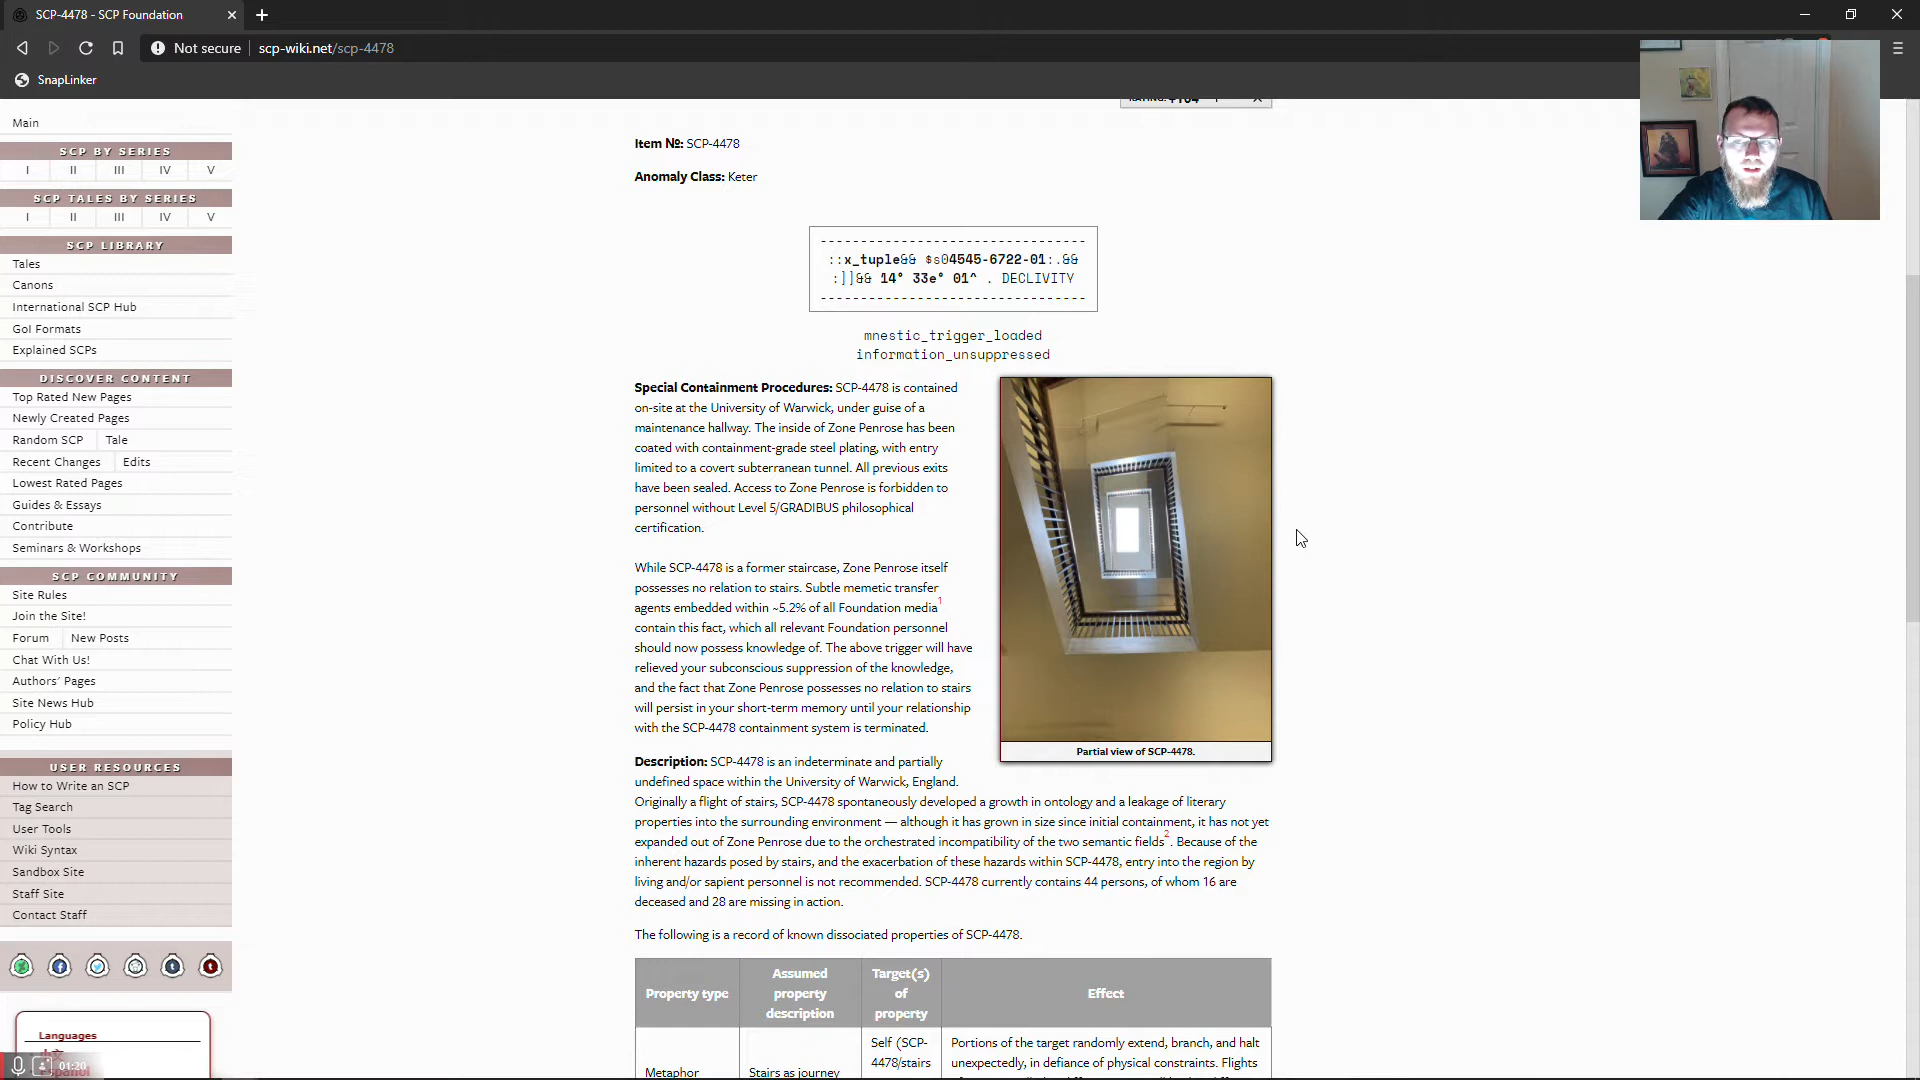 SCP-4478 - SCP Foundation
Not secure
scp-wiki.net/scp-4478
SnapLinker
Main
SCP BY SERIES
I II III IV V
SCP TALES BY SERIES
I II III IV V
SCP LIBRARY
Tales
Canons
International SCP Hub
GoI Formats
Explained SCPs
DISCOVER CONTENT
Top Rated New Pages
Newly Created Pages
Random SCP Tale
Recent Changes Edits
Lowest Rated Pages
Guides & Essays
Contribute
Seminars & Workshops
SCP COMMUNITY
Site Rules
Join the Site!
Forum New Posts
Chat With Us!
Authors' Pages
Site News Hub
Policy Hub
USER RESOURCES
How to Write an SCP
Tag Search
User Tools
Wiki Syntax
Sandbox Site
Staff Site
Contact Staff
Languages
01:20
Item №: SCP-4478
Anomaly Class: Keter
---------------------------------
::x_tuple&& $s04545-6722-01:.&&
:]]&& 14° 33e° 01^ . DECLIVITY
---------------------------------
mnestic_trigger_loaded
information_unsuppressed
Special Containment Procedures: SCP-4478 is contained
on-site at the University of Warwick, under guise of a
maintenance hallway. The inside of Zone Penrose has been
coated with containment-grade steel plating, with entry
limited to a covert subterranean tunnel. All previous exits
have been sealed. Access to Zone Penrose is forbidden to
personnel without Level 5/GRADIBUS philosophical
certification.
While SCP-4478 is a former staircase, Zone Penrose itself
possesses no relation to stairs. Subtle memetic transfer
agents embedded within ~5.2% of all Foundation media1
contain this fact, which all relevant Foundation personnel
should now possess knowledge of. The above trigger will have
relieved your subconscious suppression of the knowledge,
and the fact that Zone Penrose possesses no relation to stairs
will persist in your short-term memory until your relationship
with the SCP-4478 containment system is terminated.
Partial view of SCP-4478.
Description: SCP-4478 is an indeterminate and partially
undefined space within the University of Warwick, England.
Originally a flight of stairs, SCP-4478 spontaneously developed a growth in ontology and a leakage of literary
properties into the surrounding environment — although it has grown in size since initial containment, it has not yet
expanded out of Zone Penrose due to the orchestrated incompatibility of the two semantic fields2. Because of the
inherent hazards posed by stairs, and the exacerbation of these hazards within SCP-4478, entry into the region by
living and/or sapient personnel is not recommended. SCP-4478 currently contains 44 persons, of whom 16 are
deceased and 28 are missing in action.
The following is a record of known dissociated properties of SCP-4478.
Property type
Assumed
property
description
Target(s)
of
property
Effect
Metaphor
Stairs as journey
Self (SCP-
4478/stairs
Portions of the target randomly extend, branch, and halt
unexpectedly, in defiance of physical constraints. Flights